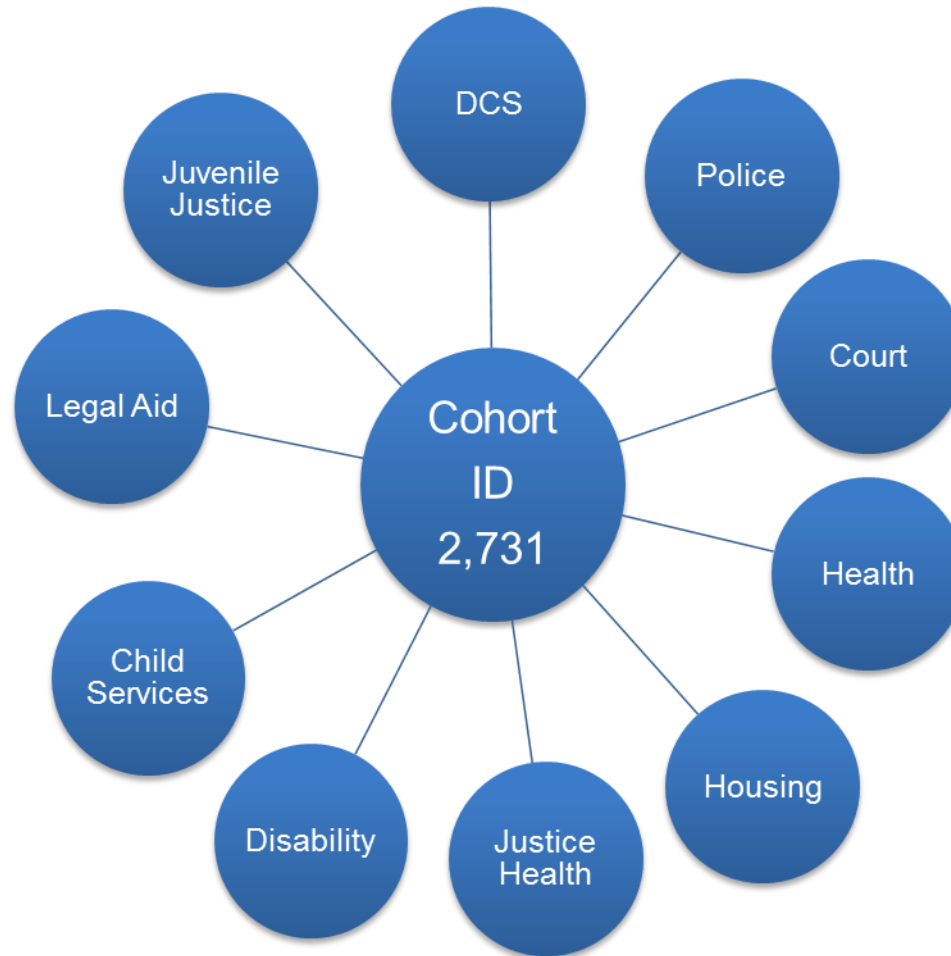 DCS
Police
Court
Health
Housing
Justice
Health
Disability
Child
Services
Legal Aid
Juvenile
Justice
Cohort
ID
2,731